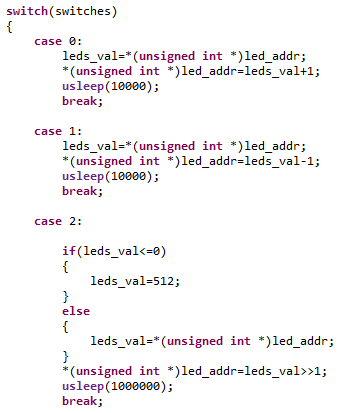 switch(switches)
{
    case 0:
        leds_val=*(unsigned int *)led_addr;
        *(unsigned int *)led_addr=leds_val+1;
        usleep(10000);
        break;

    case 1:
        leds_val=*(unsigned int *)led_addr;
        *(unsigned int *)led_addr=leds_val-1;
        usleep(10000);
        break;

    case 2:

        if(leds_val<=0)
        {
            leds_val=512;
        }
        else
        {
            leds_val=*(unsigned int *)led_addr;
        }
        *(unsigned int *)led_addr=leds_val>>1;
        usleep(1000000);
        break;